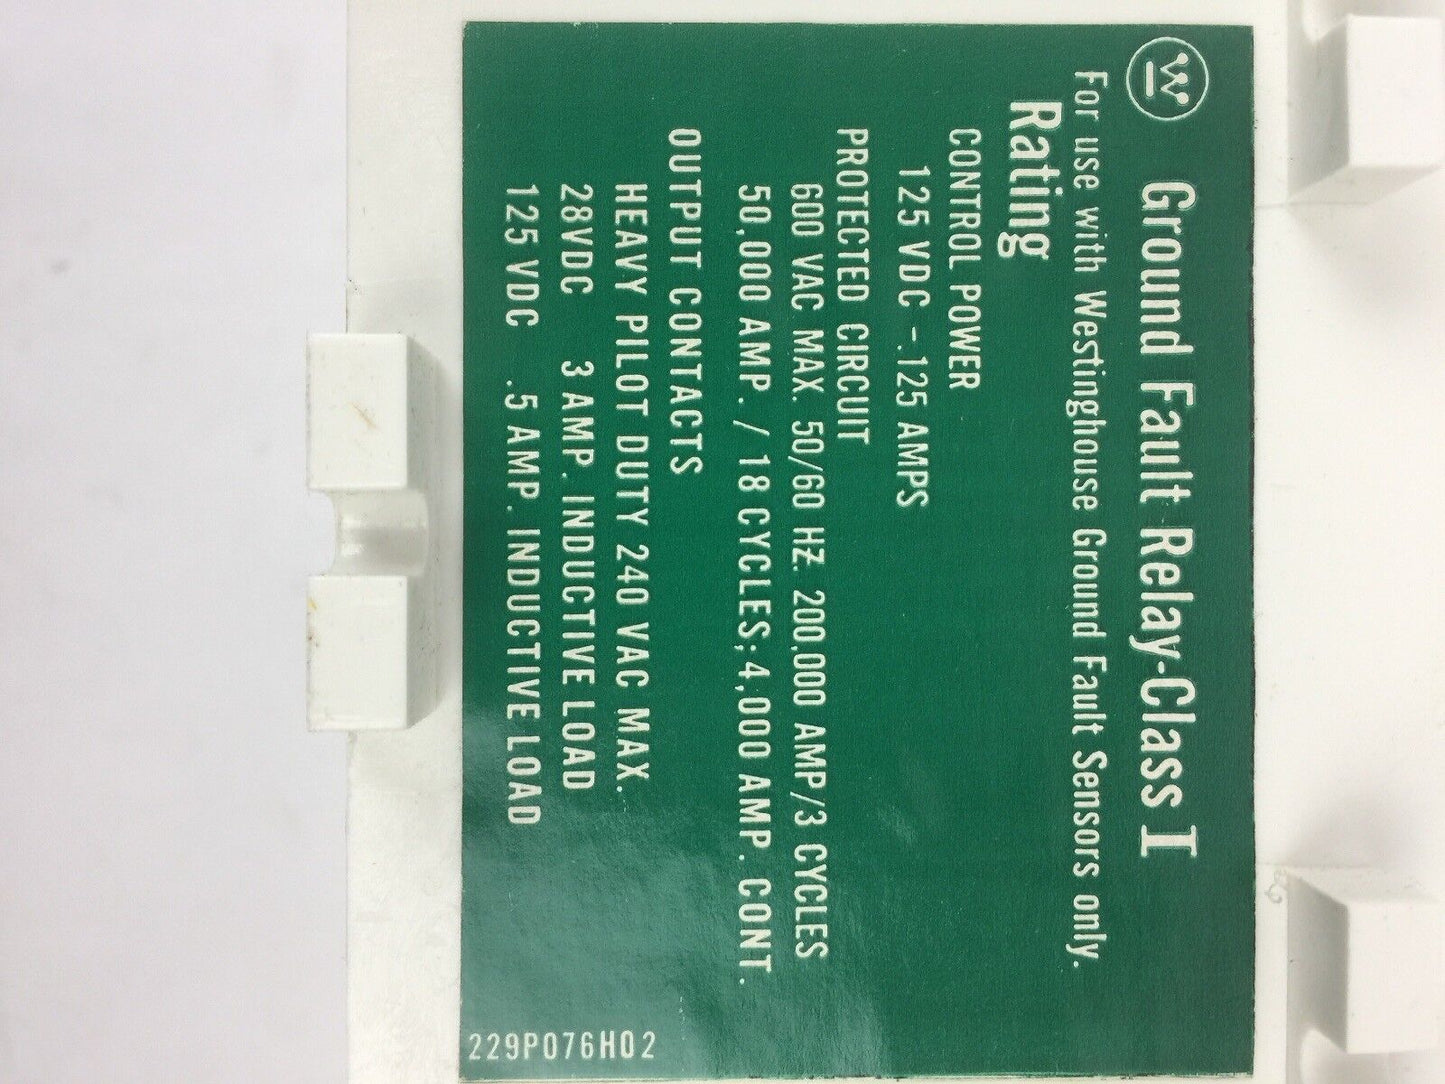 W
Ground Fault Relay-Class I
For use with Westinghouse Ground Fault Sensors only.
Rating
CONTROL POWER
125 VDC - .125 AMPS
PROTECTED CIRCUIT
600 VAC MAX. 50/60 HZ. 200,000 AMP/3 CYCLES
50,000 AMP. / 18 CYCLES; 4,000 AMP. CONT.
OUTPUT CONTACTS
HEAVY PILOT DUTY 240 VAC MAX.
28VDC 3 AMP. INDUCTIVE LOAD
125 VDC .5 AMP. INDUCTIVE LOAD
229P076H02